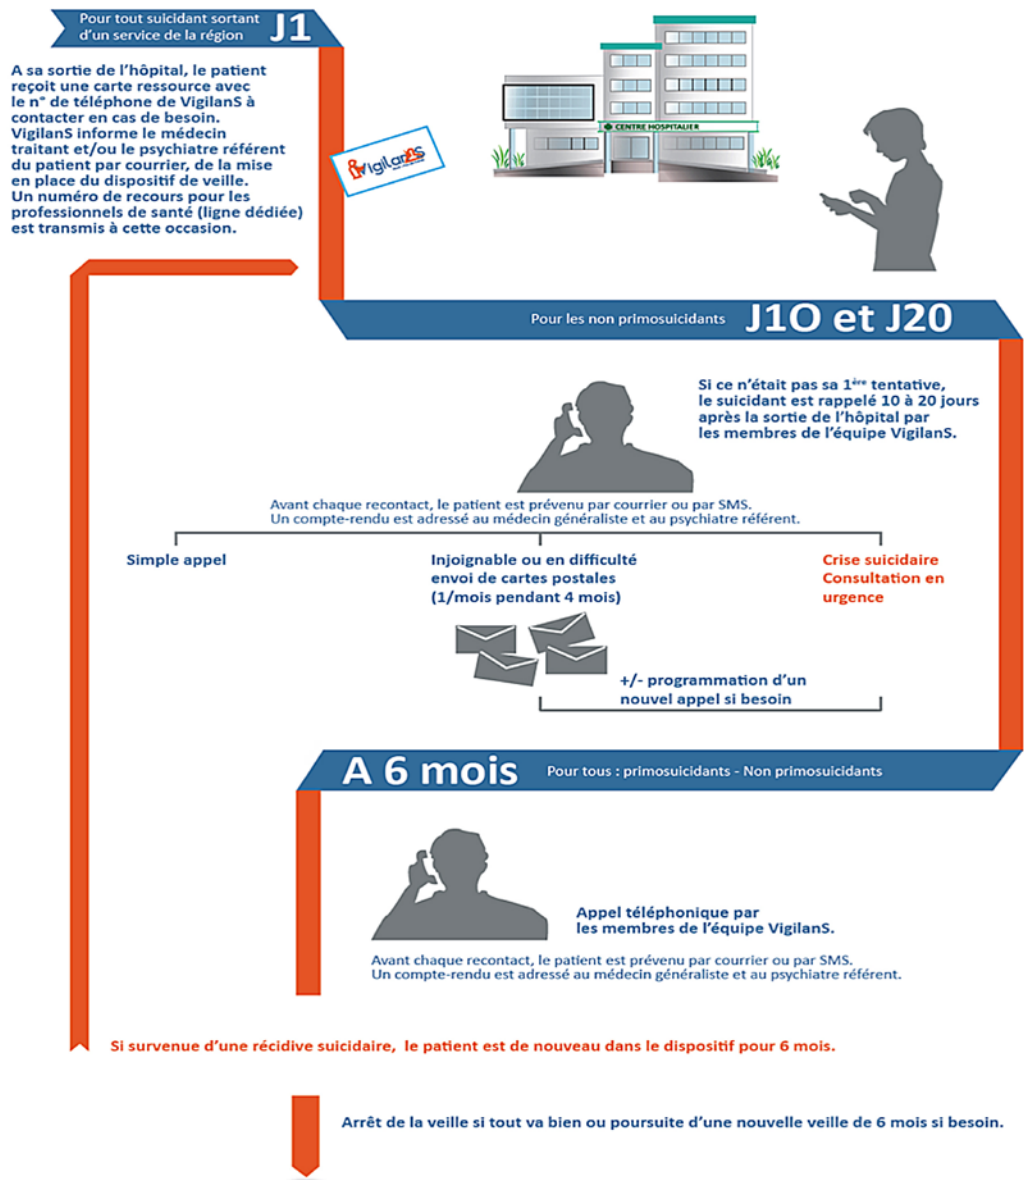 Pour tout suicidant sortant
d'un service de la région
J1
A sa sortie de l'hôpital, le patient
reçoit une carte ressource avec
le n° de téléphone de VigilanS à
contacter en cas de besoin.
VigilanS informe le médecin
traitant et/ou le psychiatre référent
du patient par courrier, de la mise
en place du dispositif de veille.
Un numéro de recours pour les
professionnels de santé (ligne dédiée)
est transmis à cette occasion.
VigilanS
CENTRE HOSPITALIER
Pour les non primosuicidants J1O et J20
Si ce n'était pas sa 1ère tentative,
le suicidant est rappelé 10 à 20 jours
après la sortie de l'hôpital par
les membres de l'équipe VigilanS.
Avant chaque recontact, le patient est prévenu par courrier ou par SMS.
Un compte-rendu est adressé au médecin généraliste et au psychiatre référent.
Simple appel
Injoignable ou en difficulté
envoi de cartes postales
(1/mois pendant 4 mois)
Crise suicidaire
Consultation en
urgence
+/- programmation d'un
nouvel appel si besoin
A 6 mois Pour tous : primosuicidants - Non primosuicidants
Appel téléphonique par
les membres de l'équipe VigilanS.
Avant chaque recontact, le patient est prévenu par courrier ou par SMS.
Un compte-rendu est adressé au médecin généraliste et au psychiatre référent.
Si survenue d'une récidive suicidaire, le patient est de nouveau dans le dispositif pour 6 mois.
Arrêt de la veille si tout va bien ou poursuite d'une nouvelle veille de 6 mois si besoin.